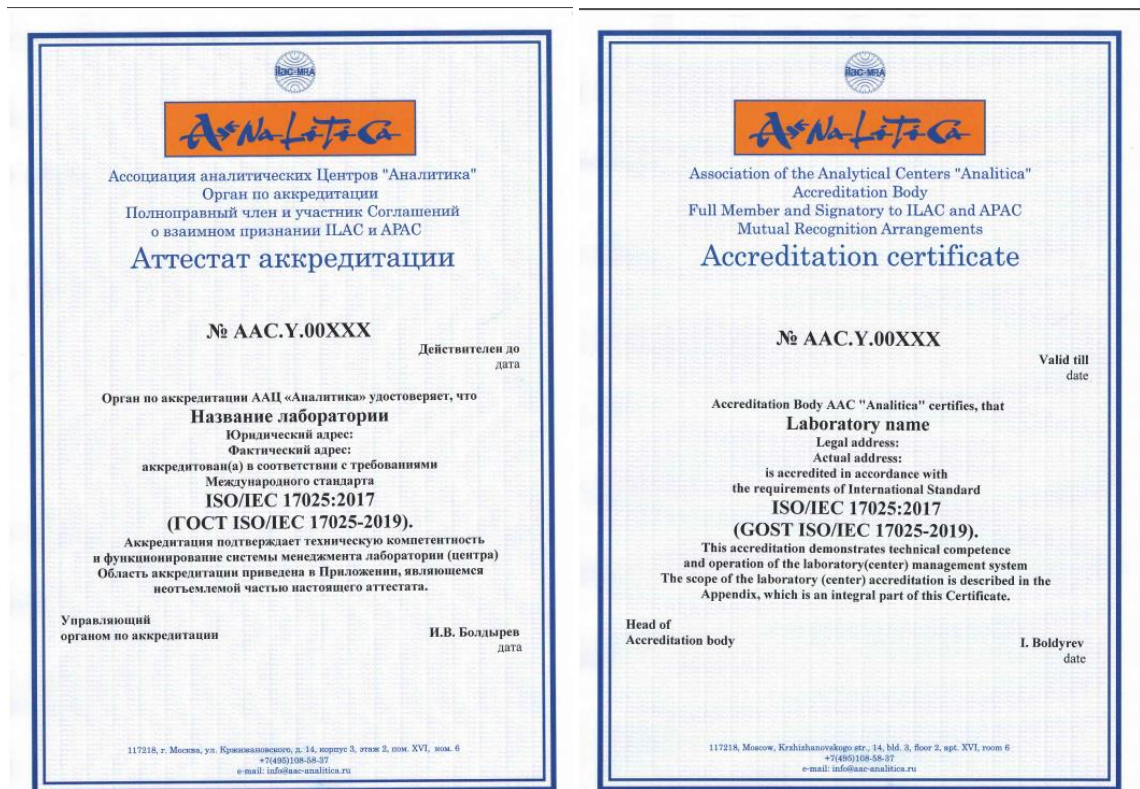 ilac-MRA
AsNaLiTiCa
Ассоциация аналитических Центров "Аналитика"
Орган по аккредитации
Полноправный член и участник Соглашений
о взаимном признании ILAC и APAC
Аттестат аккредитации
№ AAC.Y.00XXX
Действителен до
дата
Орган по аккредитации ААЦ «Аналитика» удостоверяет, что
Название лаборатории
Юридический адрес:
Фактический адрес:
аккредитован(а) в соответствии с требованиями
Международного стандарта
ISO/IEC 17025:2017
(ГОСТ ISO/IEC 17025-2019).
Аккредитация подтверждает техническую компетентность
и функционирование системы менеджмента лаборатории (центра)
Область аккредитации приведена в Приложении, являющемся
неотъемлемой частью настоящего аттестата.
Управляющий
органом по аккредитации
И.В. Болдырев
дата
117218, г. Москва, ул. Кржижановского, д. 14, корпус 3, этаж 2, пом. XVI, ком. 6
+7(495)108-58-37
e-mail: info@aac-analitica.ru
ilac-MRA
AsNaLiTiCa
Association of the Analytical Centers "Analitica"
Accreditation Body
Full Member and Signatory to ILAC and APAC
Mutual Recognition Arrangements
Accreditation certificate
№ AAC.Y.00XXX
Valid till
date
Accreditation Body AAC "Analitica" certifies, that
Laboratory name
Legal address:
Actual address:
is accredited in accordance with
the requirements of International Standard
ISO/IEC 17025:2017
(GOST ISO/IEC 17025-2019).
This accreditation demonstrates technical competence
and operation of the laboratory(center) management system
The scope of the laboratory (center) accreditation is described in the
Appendix, which is an integral part of this Certificate.
Head of
Accreditation body
I. Boldyrev
date
117218, Moscow, Krzhizhanovskogo str., 14, bld. 3, floor 2, apt. XVI, room 6
+7(495)108-58-37
e-mail: info@aac-analitica.ru